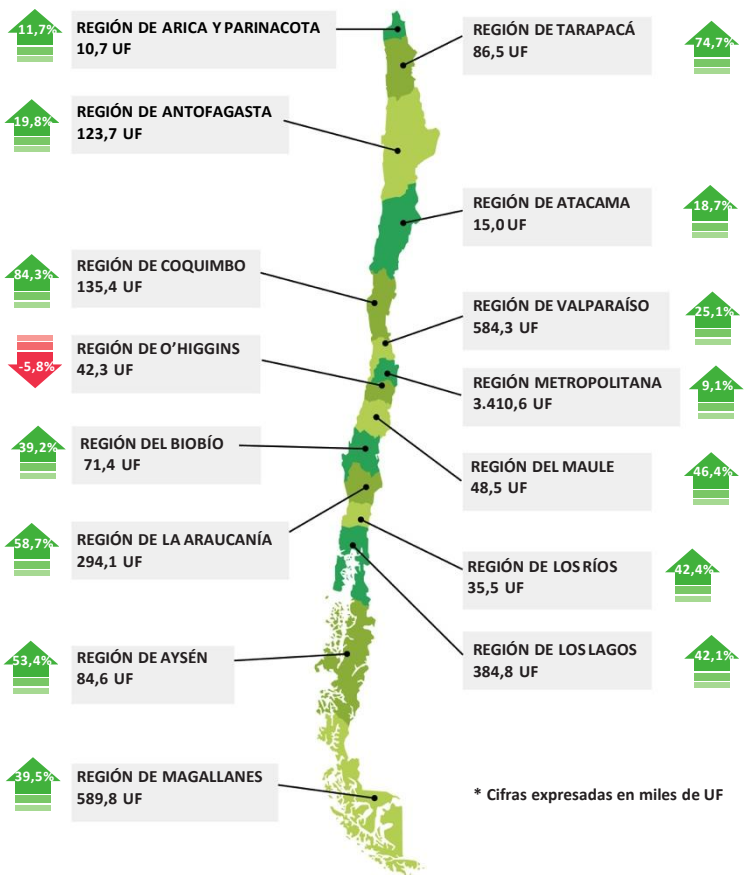 11,7%
REGIÓN DE ARICA Y PARINACOTA
10,7 UF
REGIÓN DE TARAPACÁ
86,5 UF
74,7%
19,8%
REGIÓN DE ANTOFAGASTA
123,7 UF
REGIÓN DE ATACAMA
15,0 UF
18,7%
84,3%
REGIÓN DE COQUIMBO
135,4 UF
REGIÓN DE VALPARAÍSO
584,3 UF
25,1%
-5,8%
REGIÓN DE O'HIGGINS
42,3 UF
REGIÓN METROPOLITANA
3.410,6 UF
9,1%
39,2%
REGIÓN DEL BIOBÍO
71,4 UF
REGIÓN DEL MAULE
48,5 UF
46,4%
58,7%
REGIÓN DE LA ARAUCANÍA
294,1 UF
REGIÓN DE LOS RÍOS
35,5 UF
42,4%
53,4%
REGIÓN DE AYSÉN
84,6 UF
REGIÓN DE LOS LAGOS
384,8 UF
42,1%
39,5%
REGIÓN DE MAGALLANES
589,8 UF
* Cifras expresadas en miles de UF